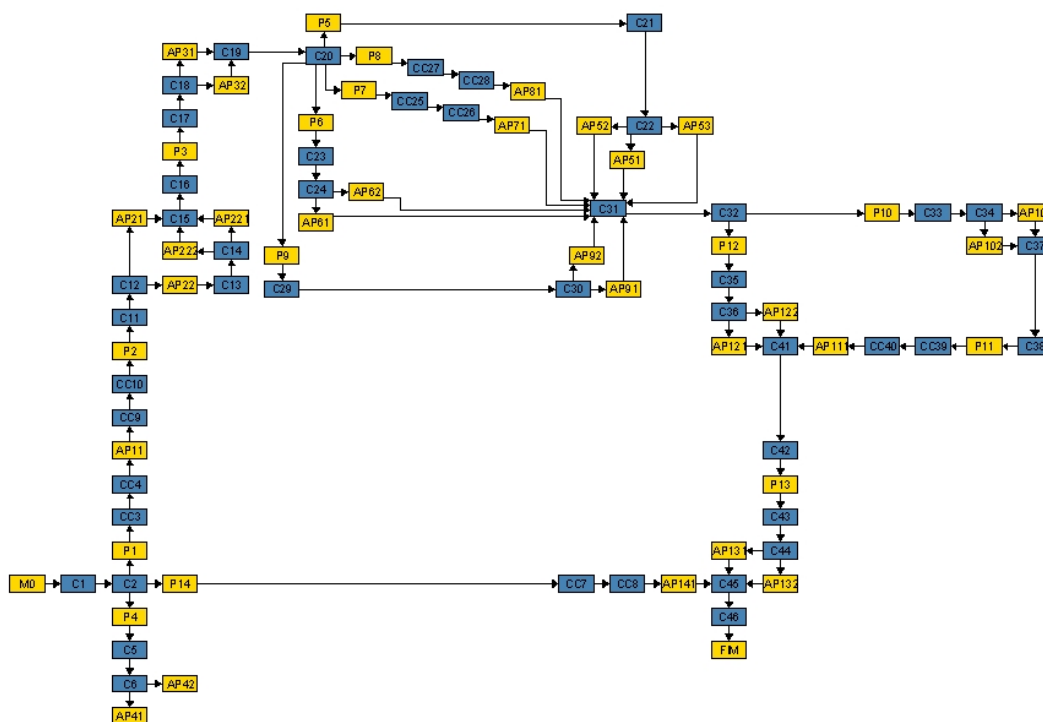 P5 C21
AP31 C19 C20 P8
CC27
C18 AP32 CC28
P7 AP81
CC25
C17 CC26
P6 AP71 AP52 C22 AP53
P3 C23 AP51
C16 C24 AP62
AP21 C15 AP221 AP61 C31 C32 P10 C33 C34 AP10
AP222 C14 P9 AP92 P12 AP102 C37
C12 AP22 C13 C29 C30 AP91 C35
C11 C36 AP122
P2 AP121 C41 AP111 CC40 CC39 P11 C38
CC10
CC9
AP11 C42
CC4 P13
CC3 C43
P1 AP131 C44
M0 C1 C2 P14 CC7 CC8 AP141 C45 AP132
P4 C46
C5 FIM
C6 AP42
AP41